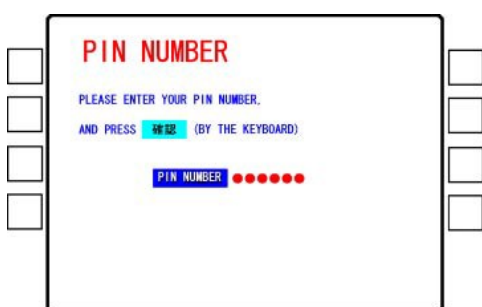 PIN NUMBER
PLEASE ENTER YOUR PIN NUMBER,
AND PRESS 確認 (BY THE KEYBOARD)
PIN NUMBER ●●●●●●